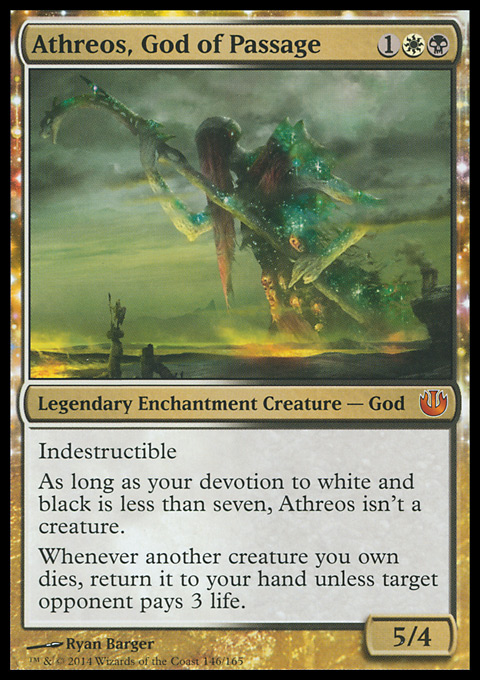 Athreos, God of Passage 1
Legendary Enchantment Creature — God
Indestructible
As long as your devotion to white and
black is less than seven, Athreos isn't a
creature.
Whenever another creature you own
dies, return it to your hand unless target
opponent pays 3 life.
5/4
Ryan Barger
™ & © 2014 Wizards of the Coast 146/165